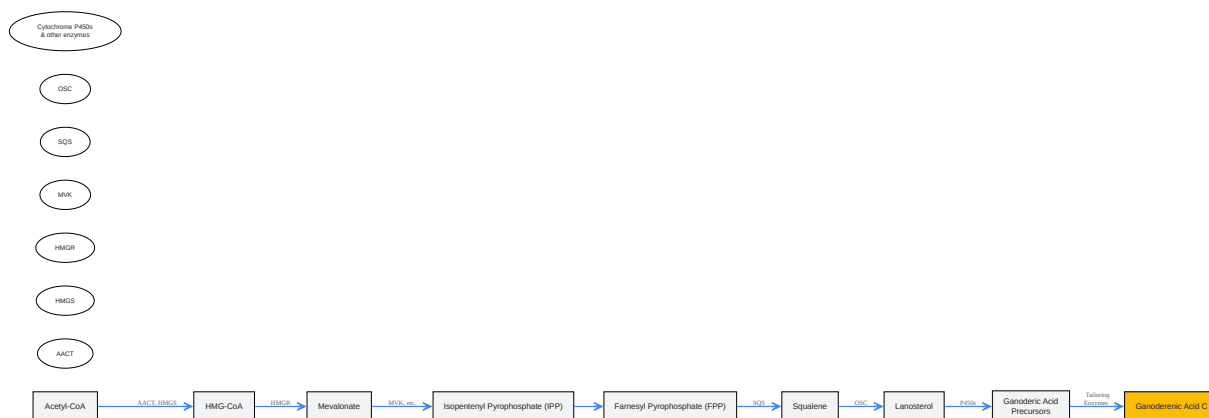 Cytochrome P450s
& other enzymes
OSC
SQS
MVK
HMGR
HMGS
AACT
Acetyl-CoA
AACT, HMGS
HMG-CoA
HMGR
Mevalonate
MVK, etc.
Isopentenyl Pyrophosphate (IPP)
Farnesyl Pyrophosphate (FPP)
SQS
Squalene
OSC
Lanosterol
P450s
Ganoderic Acid
Precursors
Tailoring
Enzymes
Ganoderenic Acid C